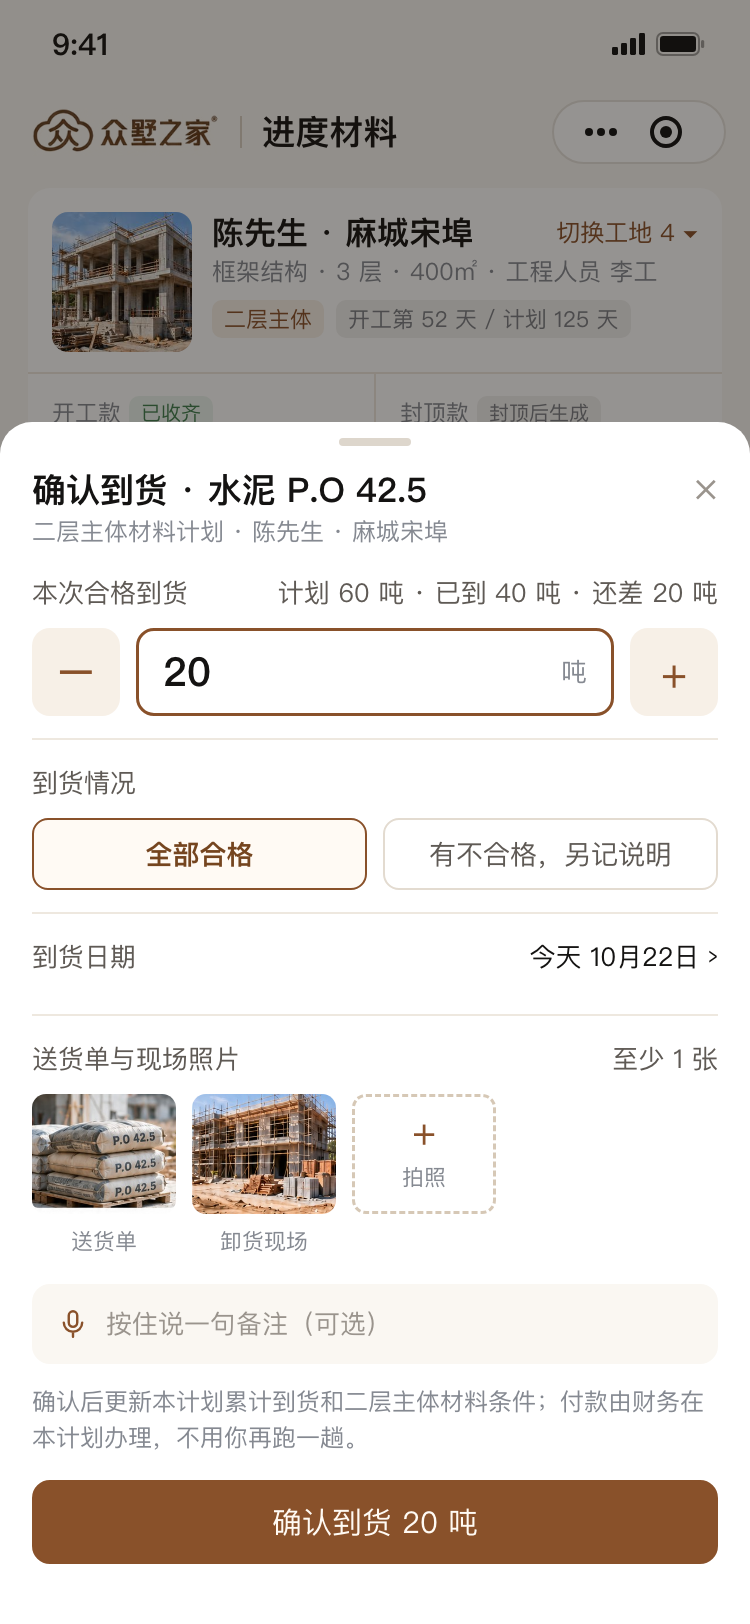 9:41
众墅之家® 进度材料
陈先生 · 麻城宋埠 切换工地 4
框架结构 · 3 层 · 400㎡ · 工程人员 李工
二层主体 开工第 52 天 / 计划 125 天
开工款 已收齐 封顶款 封顶后生成
确认到货 · 水泥 P.O 42.5
二层主体材料计划 · 陈先生 · 麻城宋埠
本次合格到货 计划 60 吨 · 已到 40 吨 · 还差 20 吨
20 吨
到货情况
全部合格 有不合格，另记说明
到货日期 今天 10月22日
送货单与现场照片 至少 1 张
P.O 42.5
P.O 42.5
P.O 42.5
拍照
送货单 卸货现场
按住说一句备注（可选）
确认后更新本计划累计到货和二层主体材料条件；付款由财务在
本计划办理，不用你再跑一趟。
确认到货 20 吨